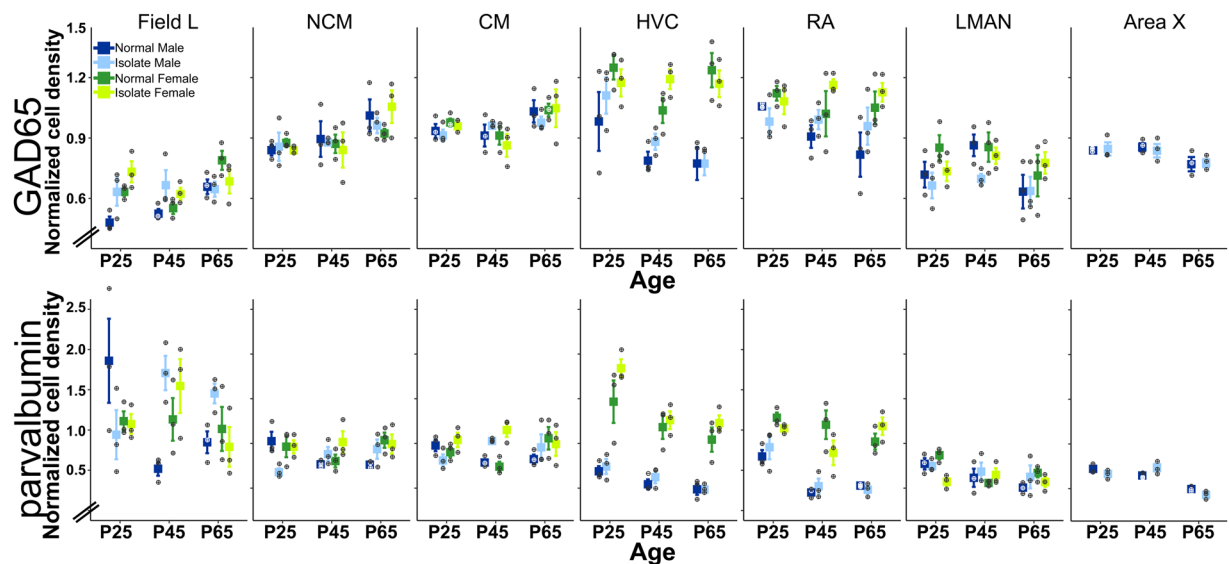 Field L NCM CM HVC RA LMAN Area X
GAD65
Normalized cell density
1.5
1.2
0.9
0.6
Normal Male
Isolate Male
Normal Female
Isolate Female
P25 P45 P65 P25 P45 P65 P25 P45 P65 P25 P45 P65 P25 P45 P65 P25 P45 P65 P25 P45 P65
Age
parvalbumin
Normalized cell density
2.5
2.0
1.5
1.0
0.5
P25 P45 P65 P25 P45 P65 P25 P45 P65 P25 P45 P65 P25 P45 P65 P25 P45 P65 P25 P45 P65
Age